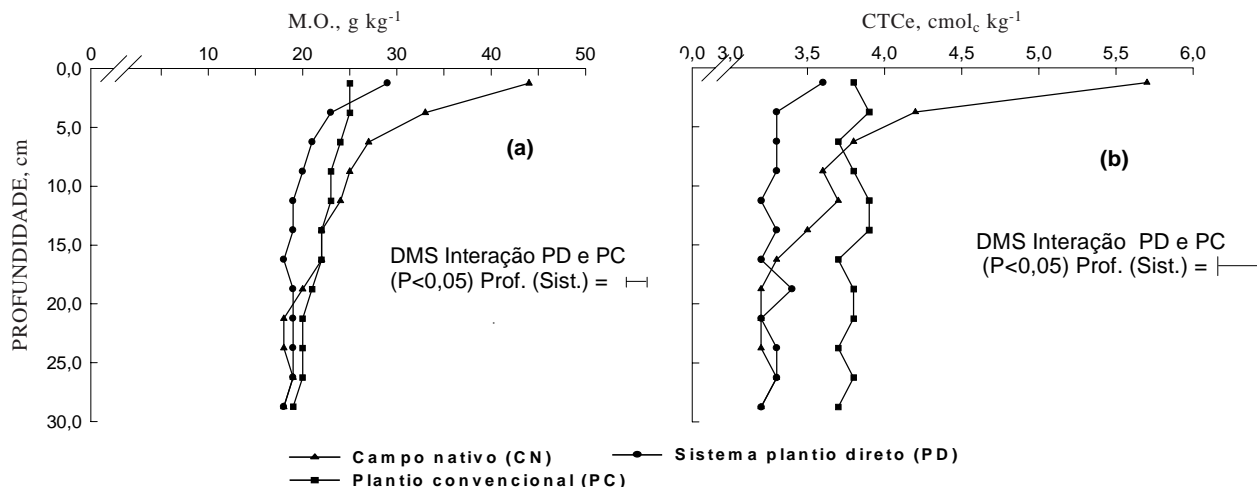 M.O., g kg-1
0 10 20 30 40 50
0,0
5,0
10,0
15,0
20,0
25,0
30,0
PROFUNDIDADE, cm
(a)
DMS Interação PD e PC
(P<0,05) Prof. (Sist.) =
CTCe, cmolc kg-1
0,0 3,0 3,5 4,0 4,5 5,0 5,5 6,0
(b)
DMS Interação PD e PC
(P<0,05) Prof. (Sist.) =
Campo nativo (CN)
Sistema plantio direto (PD)
Plantio convencional (PC)